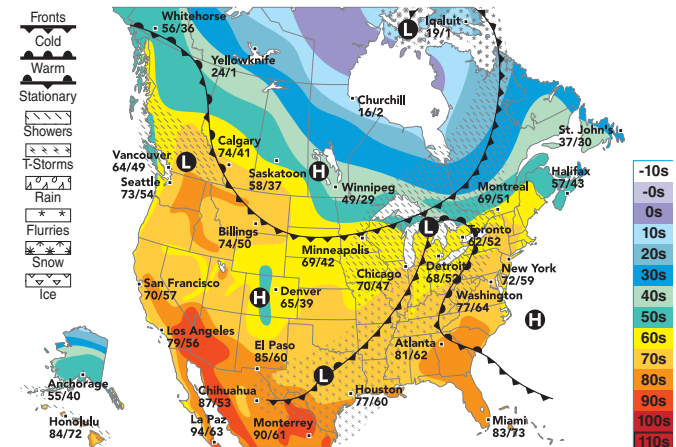 Fronts
Cold
Warm
Stationary
Showers
T-Storms
Rain
Flurries
Snow
Ice
Whitehorse
56/36
Yellowknife
24/1
L
Iqaluit
19/1
Churchill
16/2
St. John's
37/30
Vancouver
64/49
L
Calgary
74/41
Saskatoon
58/37
H
Winnipeg
49/29
Montreal
69/51
Halifax
57/43
Seattle
73/54
Billings
74/50
Minneapolis
69/42
L
Toronto
62/52
Chicago
70/47
Detroit
68/52
New York
72/59
San Francisco
70/57
H
Denver
65/39
Washington
77/64
H
Los Angeles
79/56
El Paso
85/60
Atlanta
81/62
L
Anchorage
55/40
Chihuahua
87/53
Houston
77/60
Honolulu
84/72
La Paz
94/63
Monterrey
90/61
Miami
83/73
-10s
-0s
0s
10s
20s
30s
40s
50s
60s
70s
80s
90s
100s
110s